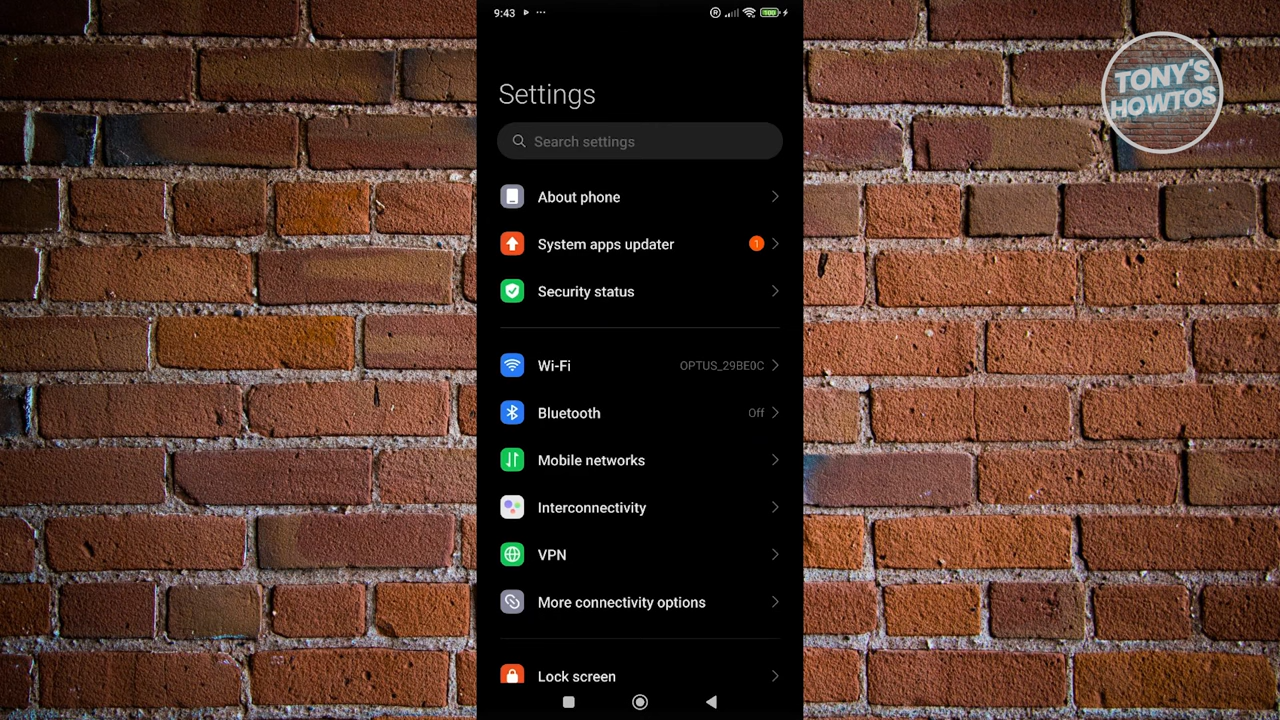 9:43
100
Settings
Search settings
About phone
System apps updater 1
Security status
Wi-Fi OPTUS_29BE0C
Bluetooth Off
Mobile networks
Interconnectivity
VPN
More connectivity options
Lock screen
TONY'S
HOWTOS